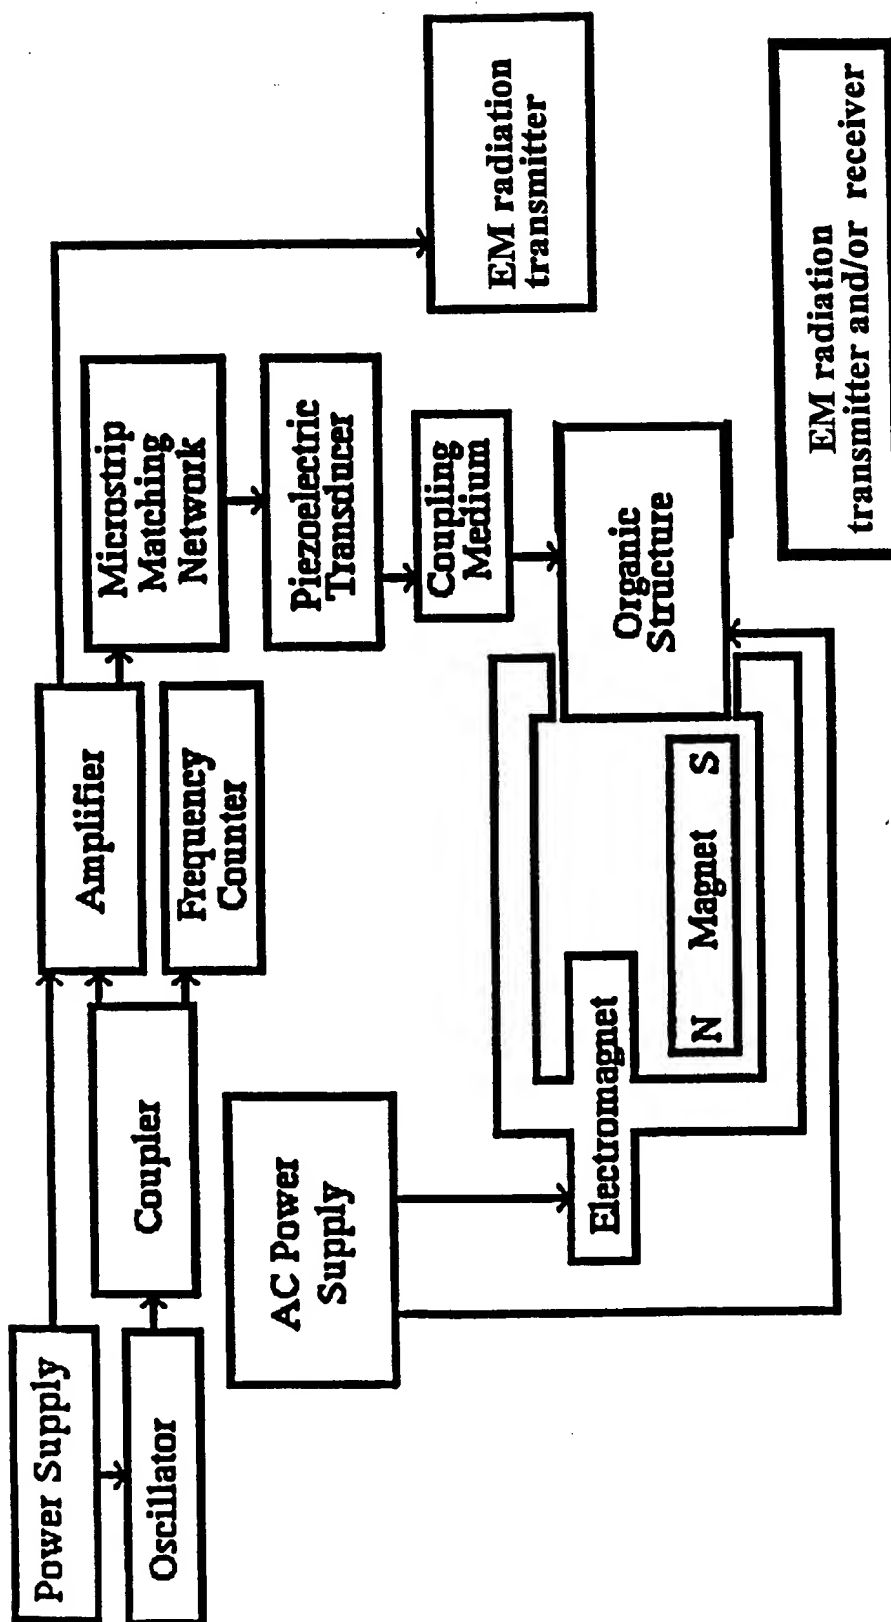 Power Supply
Oscillator
Coupler
Amplifier
Frequency
Counter
Microstrip
Matching
Network
Piezoelectric
Transducer
Coupling
Medium
EM radiation
transmitter
AC Power
Supply
Electromagnet
N Magnet S
Organic
Structure
EM radiation
transmitter and/or receiver